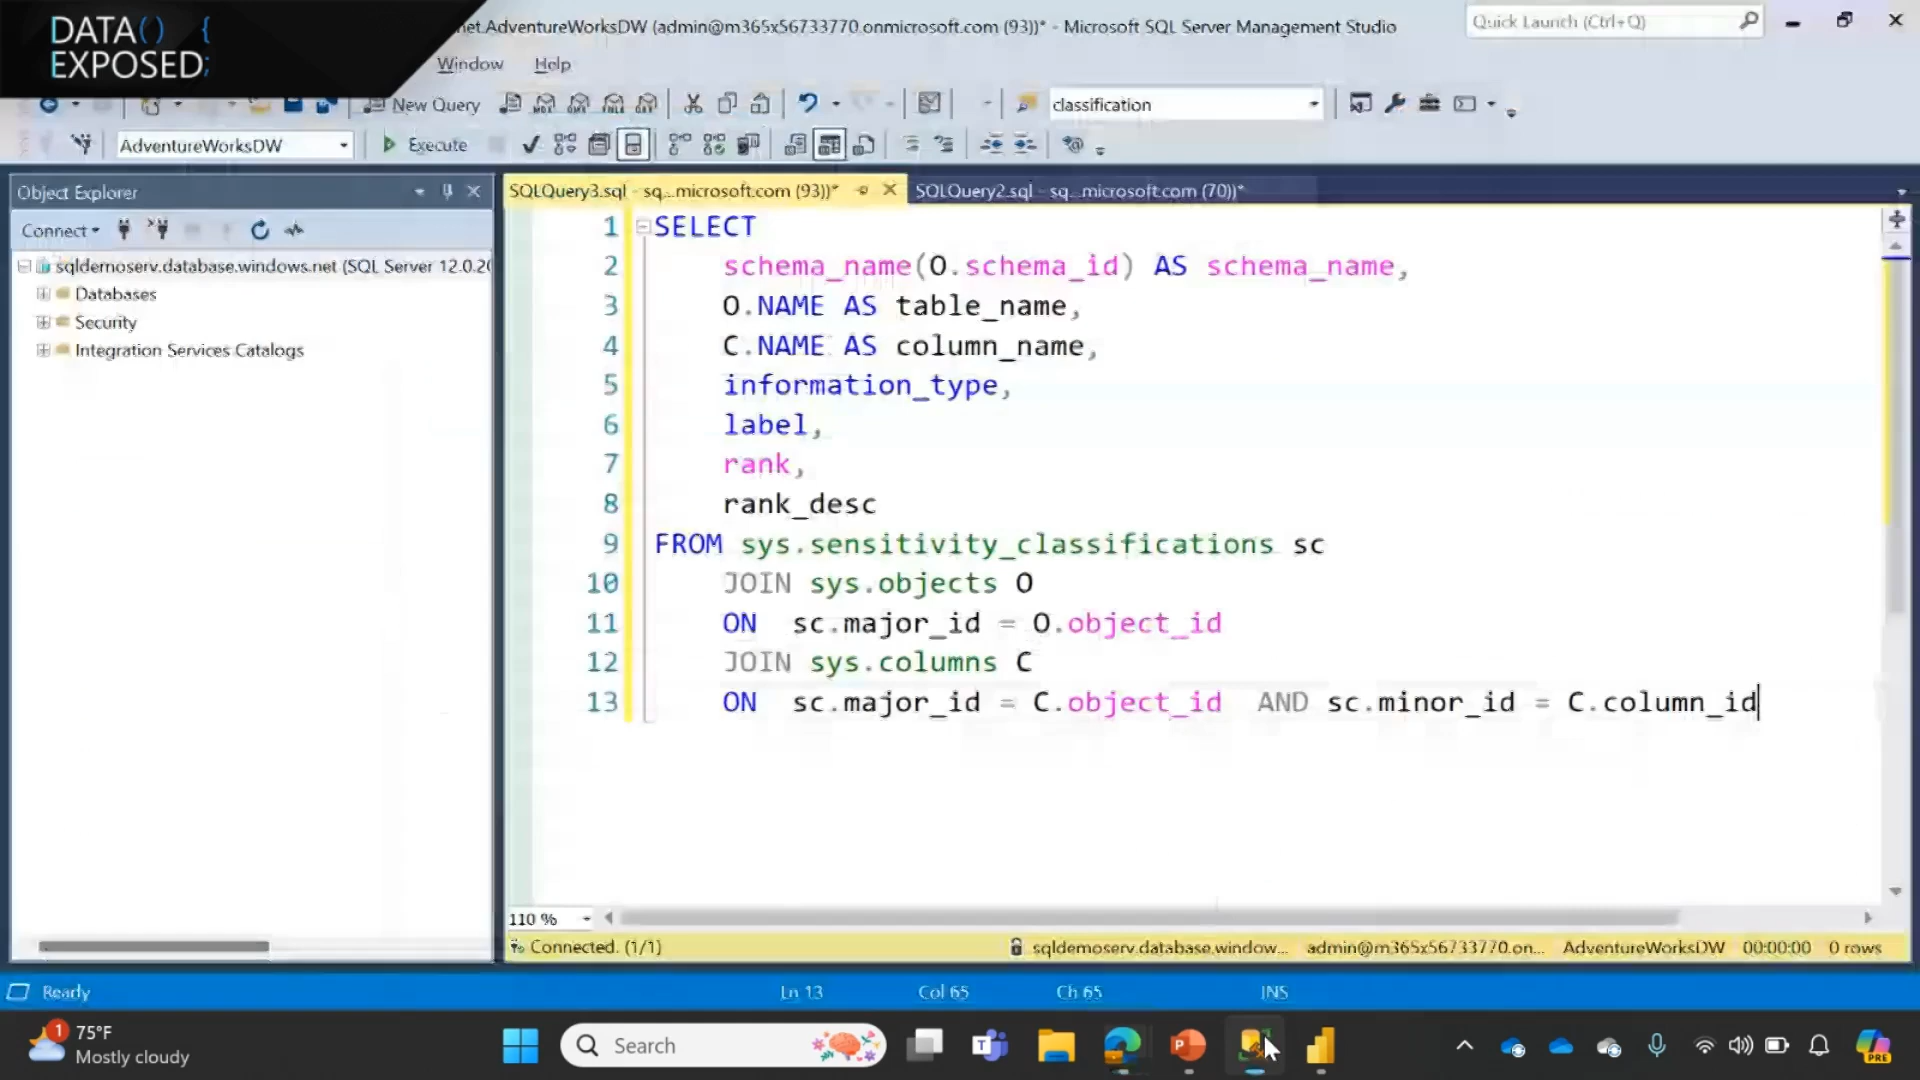 DATA() {
EXPOSED;
net.AdventureWorksDW (admin@m365x56733770.onmicrosoft.com (93))* - Microsoft SQL Server Management Studio
Quick Launch (Ctrl+Q)
Window Help
New Query
classification
AdventureWorksDW
Execute
Object Explorer
SQLQuery3.sql - sq...microsoft.com (93))*
SQLQuery2.sql - sq...microsoft.com (70))*
Connect
sqldemoserv.database.windows.net (SQL Server 12.0.20
Databases
Security
Integration Services Catalogs
1 SELECT
2 schema_name(O.schema_id) AS schema_name,
3 O.NAME AS table_name,
4 C.NAME AS column_name,
5 information_type,
6 label,
7 rank,
8 rank_desc
9 FROM sys.sensitivity_classifications sc
10 JOIN sys.objects O
11 ON sc.major_id = O.object_id
12 JOIN sys.columns C
13 ON sc.major_id = C.object_id AND sc.minor_id = C.column_id
110 %
Connected. (1/1)
sqldemoserv.database.window... admin@m365x56733770.on... AdventureWorksDW 00:00:00 0 rows
Ready
Ln 13 Col 65 Ch 65 INS
1
75°F
Mostly cloudy
Search
PRE